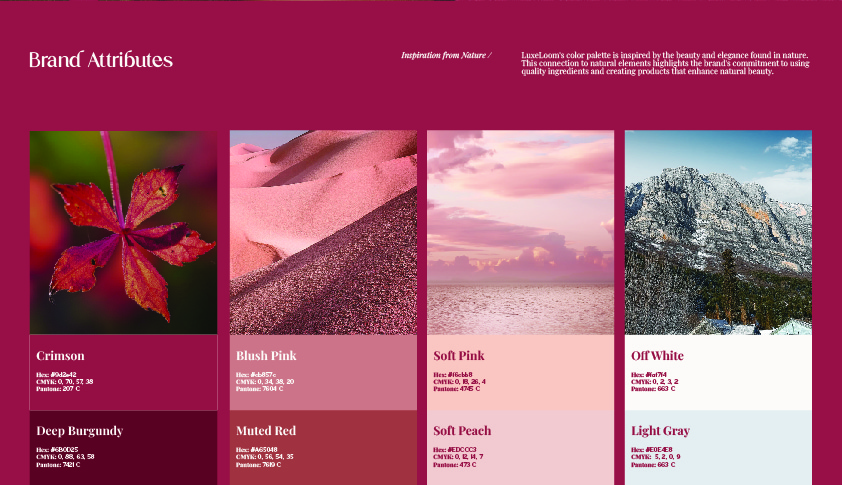 Brand Attributes
Inspiration from Nature /
LuxeLoom's color palette is inspired by the beauty and elegance found in nature.
This connection to natural elements highlights the brand's commitment to using
quality ingredients and creating products that enhance natural beauty.
Crimson
Hex: #9d2a42
CMYK: 0, 70, 57, 38
Pantone: 207 C
Blush Pink
Hex: #cb857c
CMYK: 0, 34, 38, 20
Pantone: 7604 C
Soft Pink
Hex: #f6cbb8
CMYK: 0, 18, 26, 4
Pantone: 4745 C
Off White
Hex: #faf7f4
CMYK: 0, 2, 3, 2
Pantone: 663 C
Deep Burgundy
Hex: #6B0D25
CMYK: 0, 88, 63, 58
Pantone: 7421 C
Muted Red
Hex: #A65048
CMYK: 0, 56, 54, 35
Pantone: 7619 C
Soft Peach
Hex: #EDCCC3
CMYK: 0, 12, 14, 7
Pantone: 473 C
Light Gray
Hex: #E0E4E8
CMYK: 5, 2, 0, 9
Pantone: 663 C